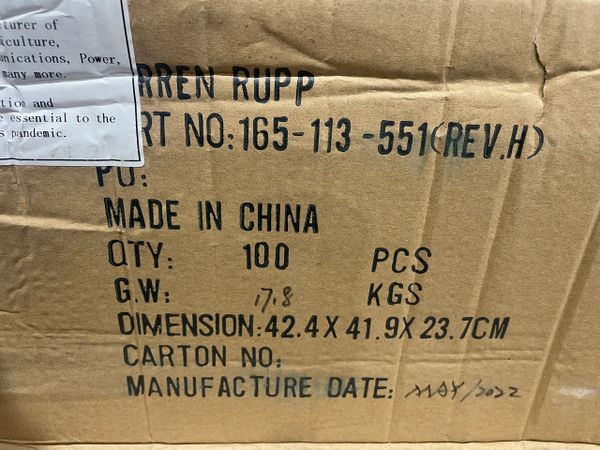 turer of
iculture,
unications, Power,
many more.
tion and
e essential to the
s pandemic.
RREN RUPP
RT NO:165-113-551(REV.H)
PO:
MADE IN CHINA
QTY: 100 PCS
G.W: 17.8 KGS
DIMENSION:42.4X41.9X23.7CM
CARTON NO:
MANUFACTURE DATE: MAY/2022